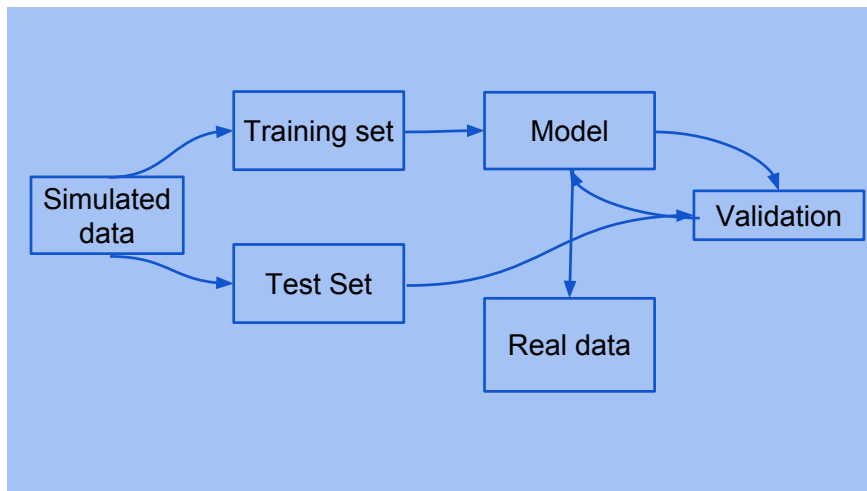 Training set
Model
Simulated
data
Validation
Test Set
Real data